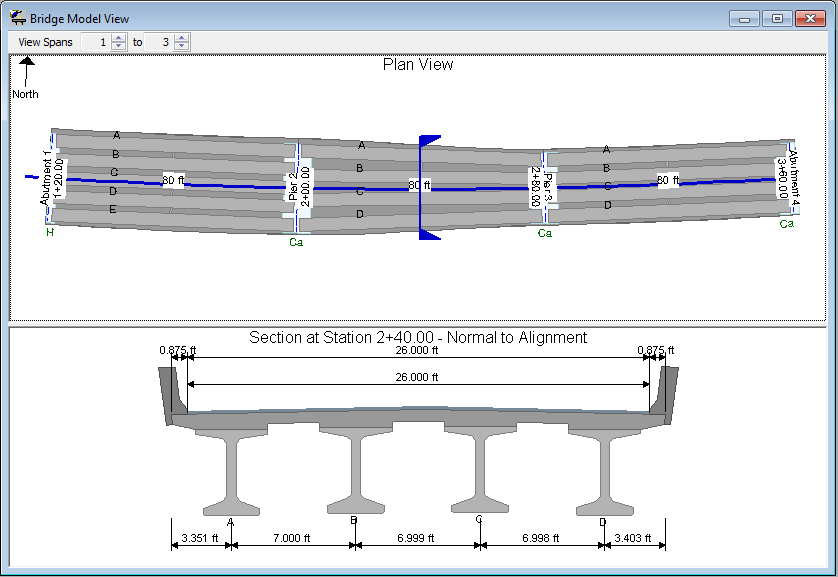 Bridge Model View
View Spans 1 to 3
Plan View
North
A A A
B B B
C C C
D D D
E
Abutment 1
1+20.00
80 ft
Pier 2
2+00.00
80 ft
2+80.00
Pier 3
80 ft
Abutment 4
3+60.00
H Ca Ca Ca
Section at Station 2+40.00 - Normal to Alignment
0.875 ft 26.000 ft 0.875 ft
26.000 ft
A B C D
3.351 ft 7.000 ft 6.999 ft 6.998 ft 3.403 ft